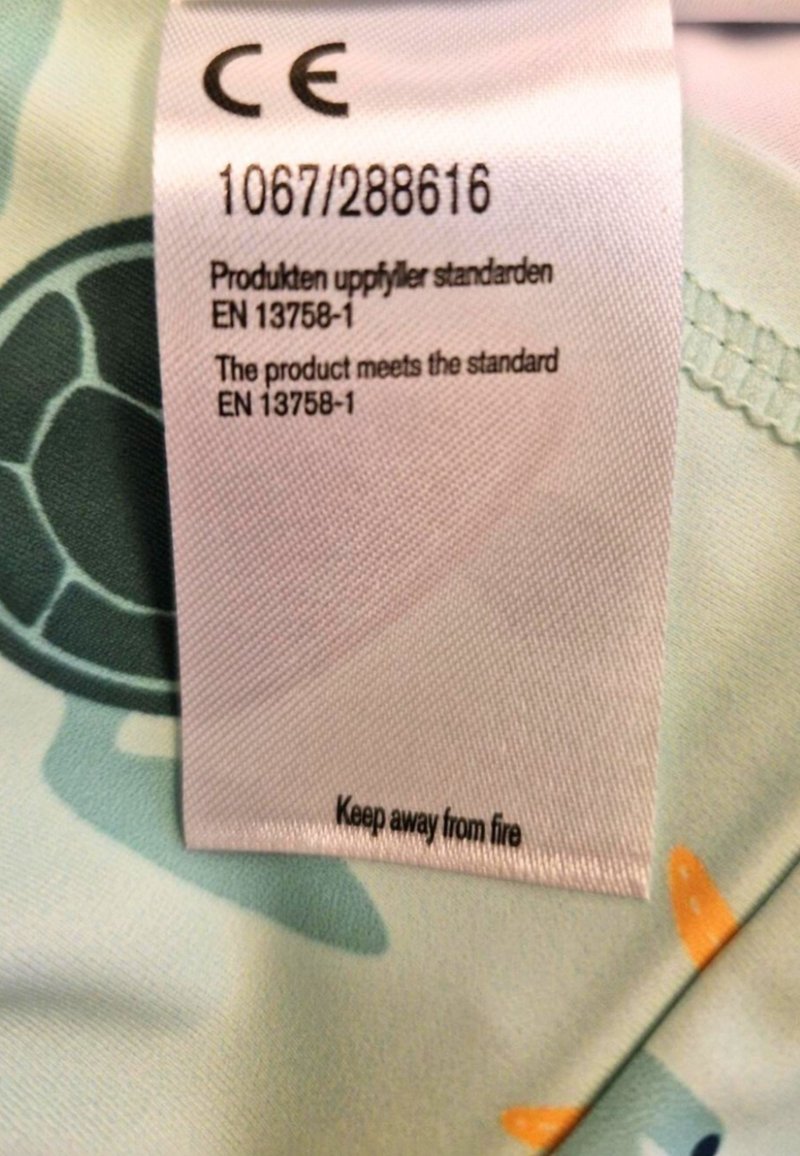 CE
1067/288616
Produkten uppfyller standarden
EN 13758-1
The product meets the standard
EN 13758-1
Keep away from fire